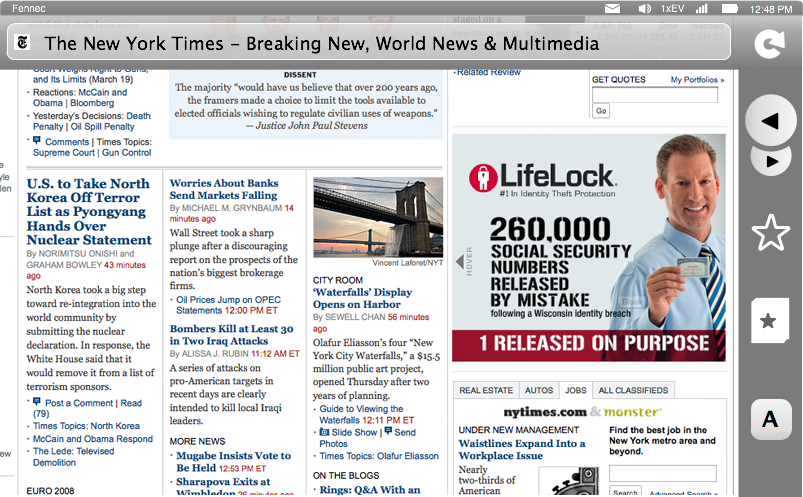 Fennec
1xEV
12:48 PM
The New York Times – Breaking New, World News & Multimedia
Court Weighs Right to Guns,
and Its Limits (March 19)
Reactions: McCain and
Obama | Bloomberg
Yesterday's Decisions: Death
Penalty | Oil Spill Penalty
Comments | Times Topics:
Supreme Court | Gun Control
DISSENT
The majority “would have us believe that over 200 years ago,
the framers made a choice to limit the tools available to
elected officials wishing to regulate civilian uses of weapons.”
— Justice John Paul Stevens
staged on a
Related Review
GET QUOTES
My Portfolios »
Go
U.S. to Take North
Korea Off Terror
List as Pyongyang
Hands Over
Nuclear Statement
By NORIMITSU ONISHI and
GRAHAM BOWLEY 43 minutes
ago
North Korea took a big step
toward re-integration into the
world community by
submitting the nuclear
declaration. In response, the
White House said that it
would remove it from a list of
terrorism sponsors.
Post a Comment | Read
(79)
Times Topics: North Korea
McCain and Obama Respond
The Lede: Televised
Demolition
EURO 2008
Worries About Banks
Send Markets Falling
By MICHAEL M. GRYNBAUM 14
minutes ago
Wall Street took a sharp
plunge after a discouraging
report on the prospects of the
nation's biggest brokerage
firms.
Oil Prices Jump on OPEC
Statements 12:00 PM ET
Bombers Kill at Least 30
in Two Iraq Attacks
By ALISSA J. RUBIN 11:12 AM ET
A series of attacks on
pro-American targets in
recent days are clearly
intended to kill local Iraqi
leaders.
MORE NEWS
Mugabe Insists Vote to
Be Held 12:53 PM ET
Sharapova Exits at
Wimbledon 26 minutes ago
Vincent Laforet/NYT
CITY ROOM
‘Waterfalls’ Display
Opens on Harbor
By SEWELL CHAN 56 minutes
ago
Olafur Eliasson's four “New
York City Waterfalls,” a $15.5
million public art project,
opened Thursday after two
years of planning.
Guide to Viewing the
Waterfalls 12:11 PM ET
Slide Show | Send
Photos
Times Topics: Olafur Eliasson
ON THE BLOGS
Rings: Q&A With an
LifeLock
#1 In Identity Theft Protection
260,000
SOCIAL SECURITY
NUMBERS
RELEASED
BY MISTAKE
following a Wisconsin identity breach
HOVER
Block
1 RELEASED ON PURPOSE
REAL ESTATE
AUTOS
JOBS
ALL CLASSIFIEDS
nytimes.com & monster
UNDER NEW MANAGEMENT
Waistlines Expand Into a
Workplace Issue
Nearly
two-thirds of
American
Find the best job in the
New York metro area and
beyond.
Search
Advanced Search »
A